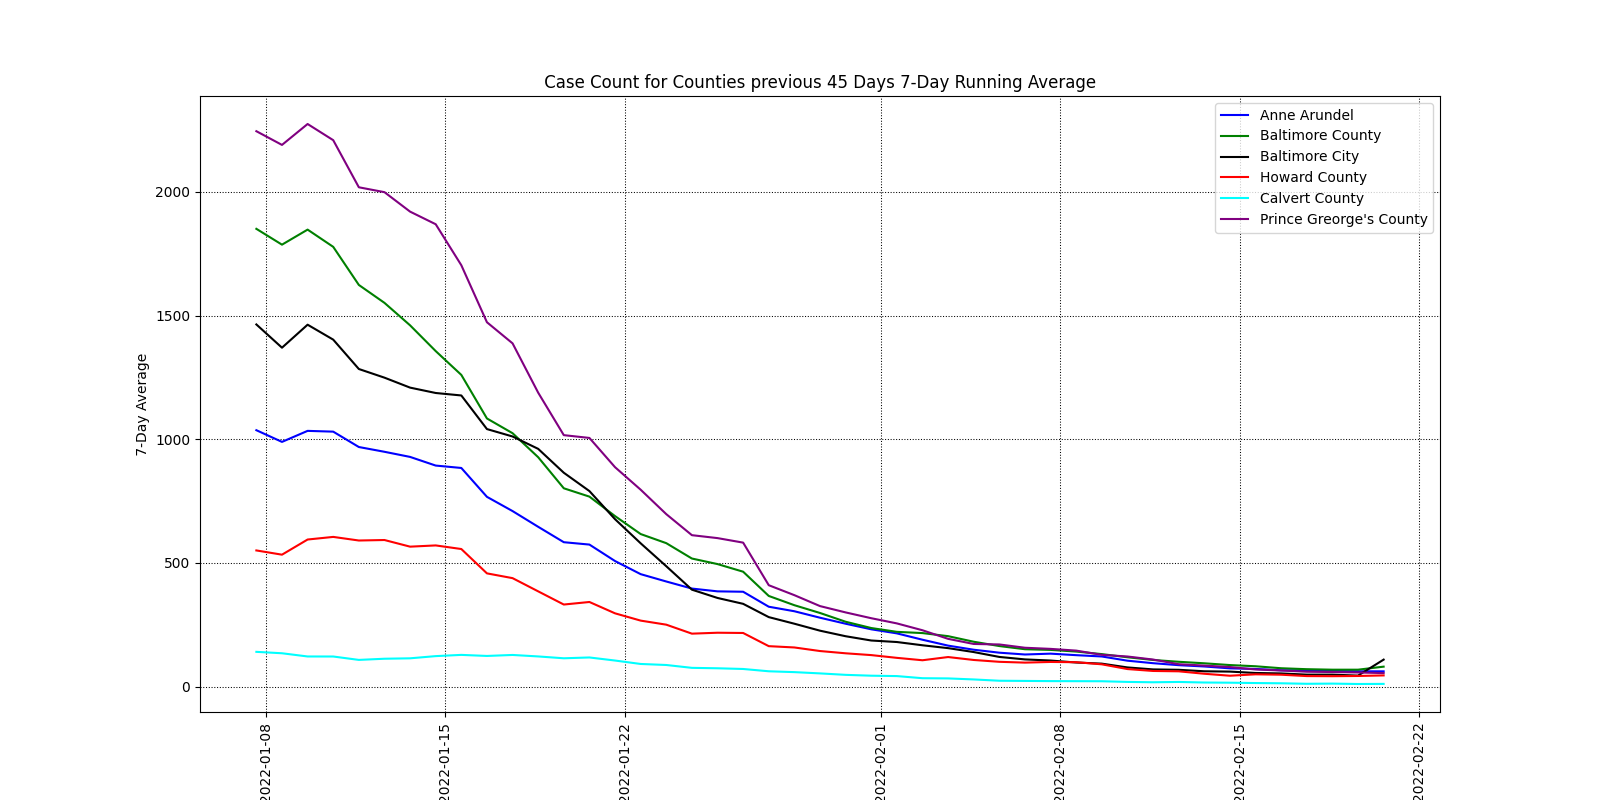 Case Count for Counties previous 45 Days 7-Day Running Average
Anne Arundel
Baltimore County
Baltimore City
Howard County
Calvert County
Prince Greorge's County
7-Day Average
2000
1500
1000
500
0
2022-01-08
2022-01-15
2022-01-22
2022-02-01
2022-02-08
2022-02-15
2022-02-22